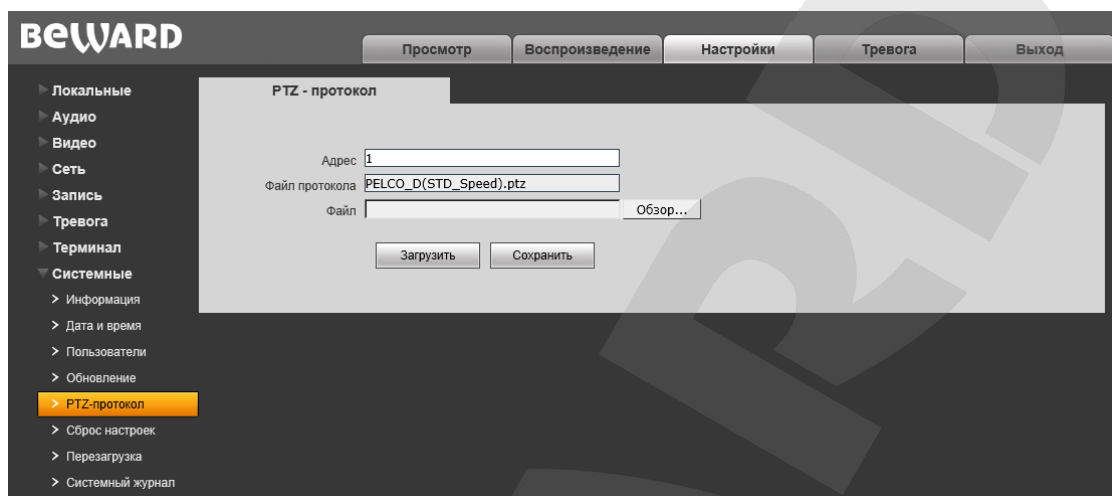 BEWARD
Просмотр Воспроизведение Настройки Тревога Выход
Локальные
Аудио
Видео
Сеть
Запись
Тревога
Терминал
Системные
> Информация
> Дата и время
> Пользователи
> Обновление
> PTZ-протокол
> Сброс настроек
> Перезагрузка
> Системный журнал
PTZ - протокол
Адрес 1
Файл протокола PELCO_D(STD_Speed).ptz
Файл Обзор...
Загрузить Сохранить